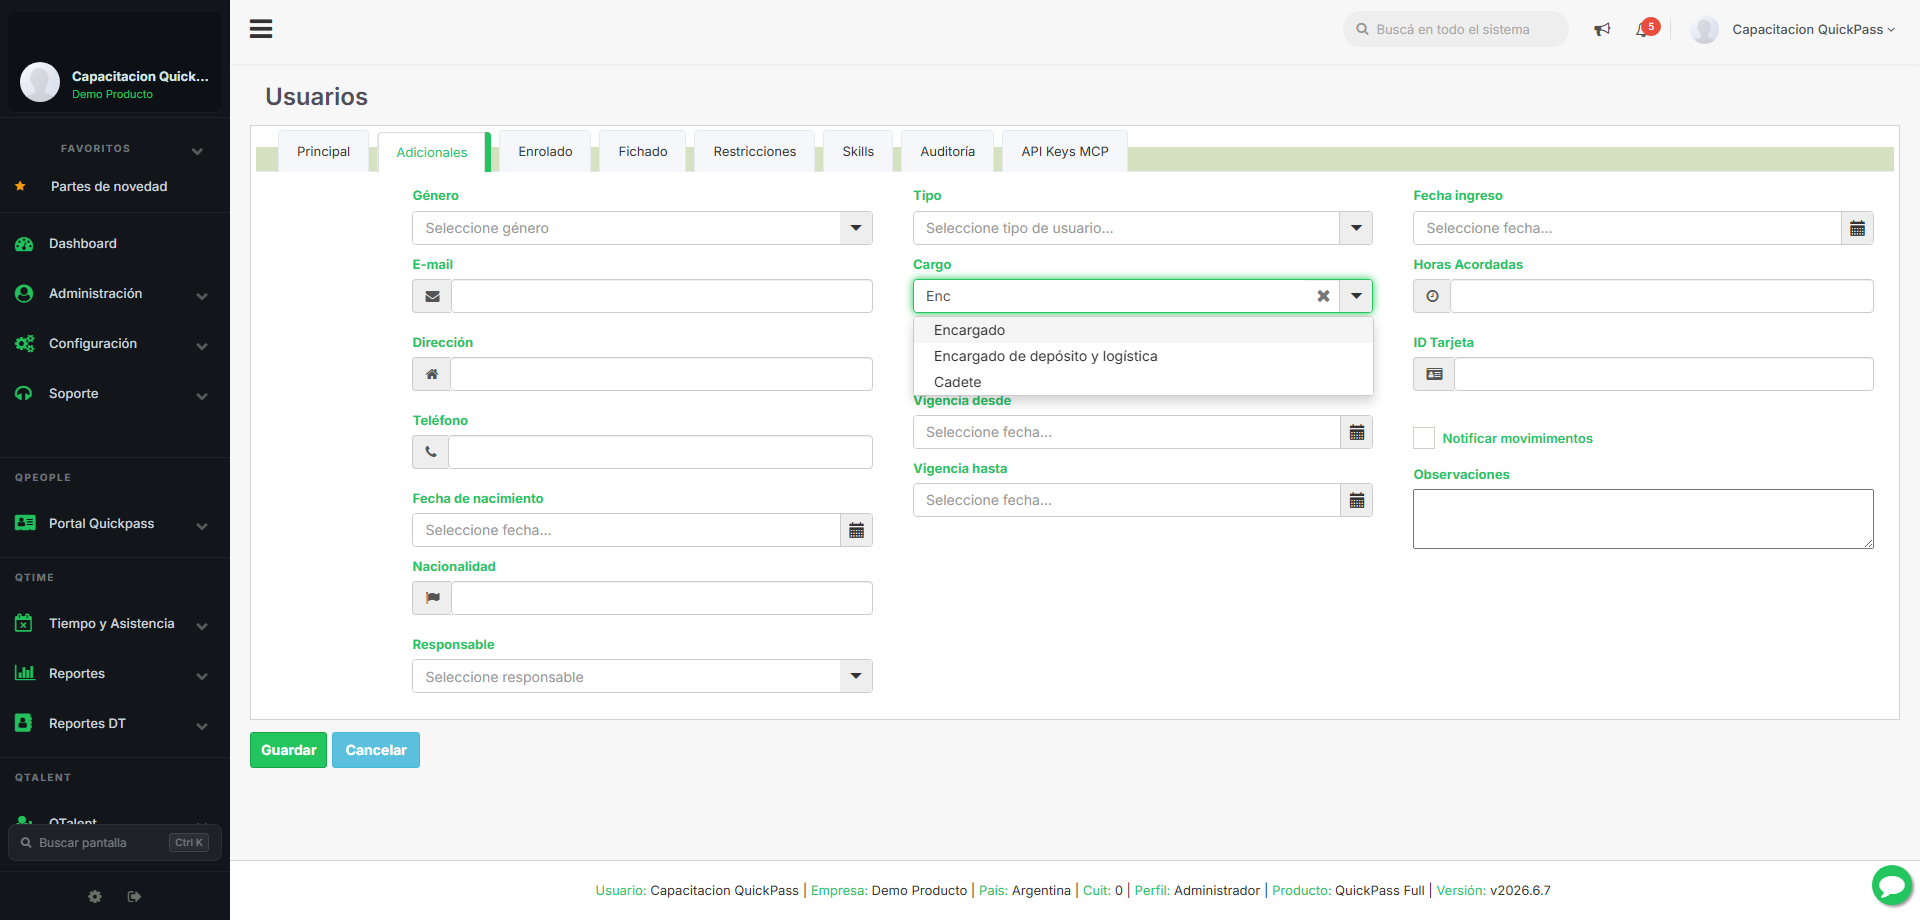 Capacitacion Quick...
Demo Producto
FAVORITOS
Partes de novedad
Dashboard
Administración
Configuración
Soporte
QPEOPLE
Portal Quickpass
QTIME
Tiempo y Asistencia
Reportes
Reportes DT
QTALENT
QTalent
Buscar pantalla
Ctrl K
Buscá en todo el sistema
5
Capacitacion QuickPass
Usuarios
Principal
Adicionales
Enrolado
Fichado
Restricciones
Skills
Auditoría
API Keys MCP
Género
Seleccione género
E-mail
Dirección
Teléfono
Fecha de nacimiento
Seleccione fecha...
Nacionalidad
Responsable
Seleccione responsable
Tipo
Seleccione tipo de usuario...
Cargo
Enc
Encargado
Encargado de depósito y logística
Cadete
Vigencia desde
Seleccione fecha...
Vigencia hasta
Seleccione fecha...
Fecha ingreso
Seleccione fecha...
Horas Acordadas
ID Tarjeta
Notificar movimimentos
Observaciones
Guardar
Cancelar
Usuario: Capacitacion QuickPass | Empresa: Demo Producto | País: Argentina | Cuit: 0 | Perfil: Administrador | Producto: QuickPass Full | Versión: v2026.6.7